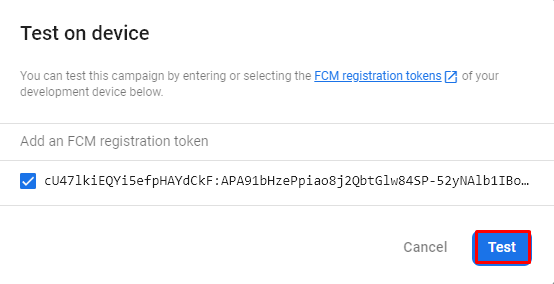 Test on device
You can test this campaign by entering or selecting the FCM registration tokens of your
development device below.
Add an FCM registration token
cU47lkiEQYi5efpHAYdCkF:APA91bHzePpiao8j2QbtGlw84SP-52yNAlb1IBo…
Cancel
Test